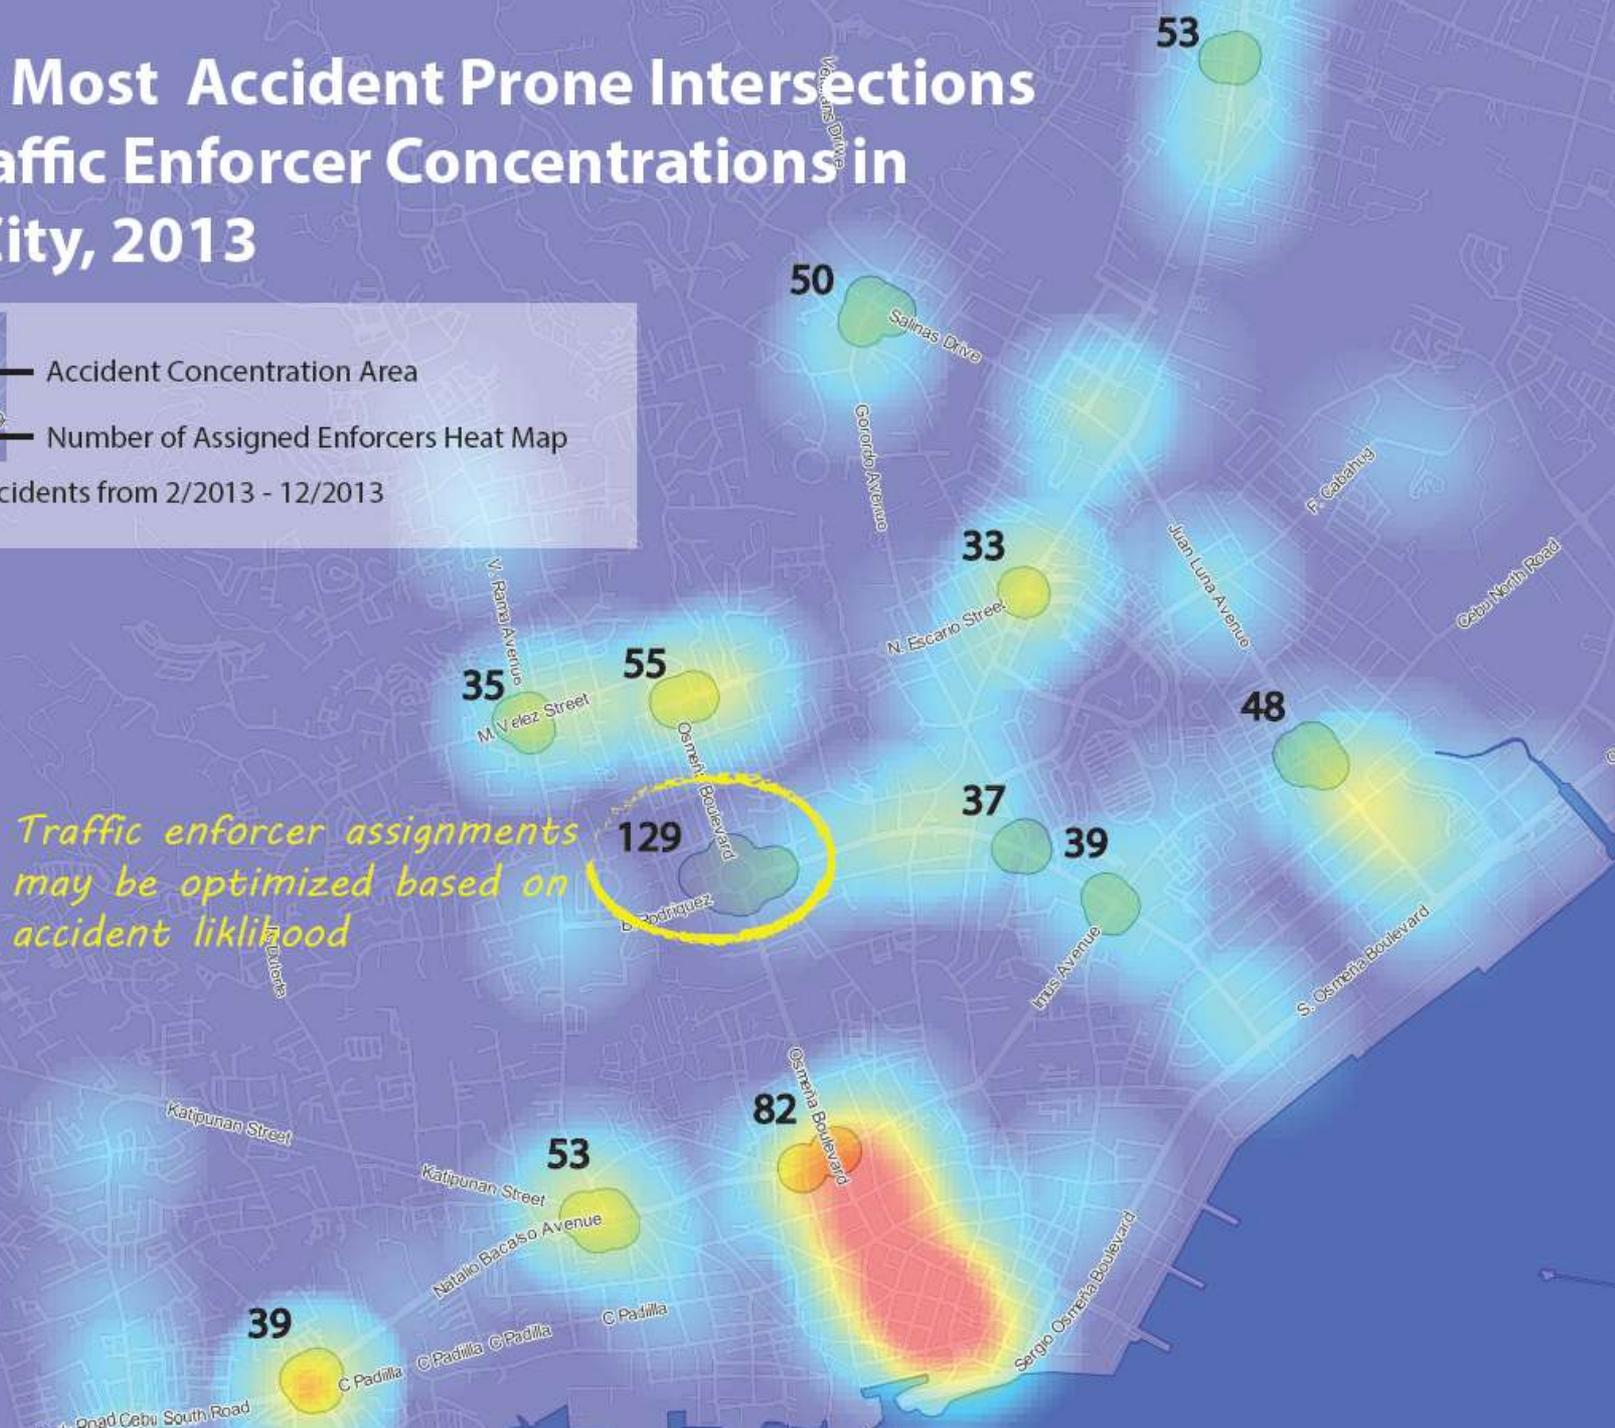 Most Accident Prone Intersections
affic Enforcer Concentrations in
City, 2013
Accident Concentration Area
Number of Assigned Enforcers Heat Map
cidents from 2/2013 - 12/2013
53
50
Salinas Drive
Gorordo Avenue
33
N. Escario Street
F. Cabahug
Juan Luna Avenue
Cebu North Road
V. Rama Avenue
35
M. Velez Street
55
Osmeña Boulevard
48
37
39
129
B Rodriguez
Traffic enforcer assignments
may be optimized based on
accident liklihood
Imus Avenue
S. Osmeña Boulevard
Katipunan Street
Katipunan Street
53
Natalio Bacalso Avenue
82
Osmeña Boulevard
C Padilla
C Padilla
C Padilla
C Padilla
39
Sergio Osmeña Boulevard
Road Cebu South Road